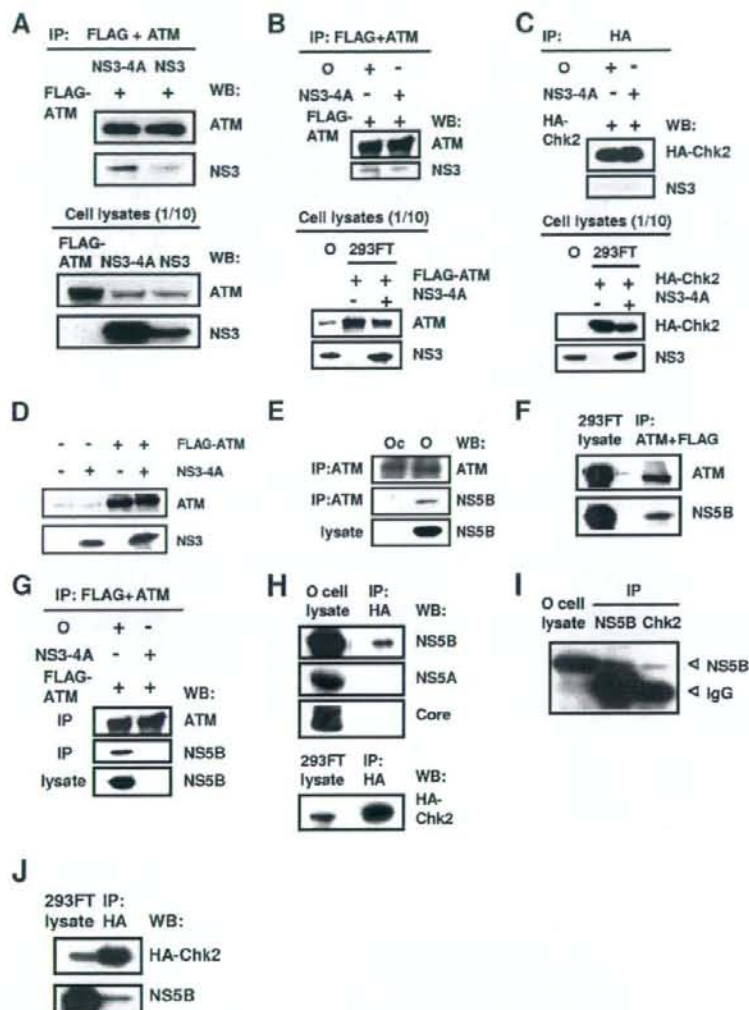 A
IP: FLAG + ATM
NS3-4A NS3
FLAG-ATM + + WB:
ATM
NS3
Cell lysates (1/10)
FLAG-ATM NS3-4A NS3 WB:
ATM
NS3
B
IP: FLAG+ATM
O + -
NS3-4A - +
FLAG-ATM + + WB:
ATM
NS3
Cell lysates (1/10)
O 293FT
+ + FLAG-ATM
- + NS3-4A
ATM
NS3
C
IP: HA
O + -
NS3-4A - +
HA-Chk2 + + WB:
HA-Chk2
NS3
Cell lysates (1/10)
O 293FT
+ + HA-Chk2
- + NS3-4A
HA-Chk2
NS3
D
- - + + FLAG-ATM
- + - + NS3-4A
ATM
NS3
E
Oc O WB:
IP:ATM ATM
IP:ATM NS5B
lysate NS5B
F
293FT IP:
lysate ATM+FLAG
ATM
NS5B
G
IP: FLAG+ATM
O + -
NS3-4A - +
FLAG-ATM + + WB:
IP ATM
IP NS5B
lysate NS5B
H
O cell IP:
lysate HA WB:
NS5B
NS5A
Core
293FT IP:
lysate HA WB:
HA-
Chk2
I
IP
O cell
lysate NS5B Chk2
◁ NS5B
◁ IgG
J
293FT IP:
lysate HA WB:
HA-Chk2
NS5B